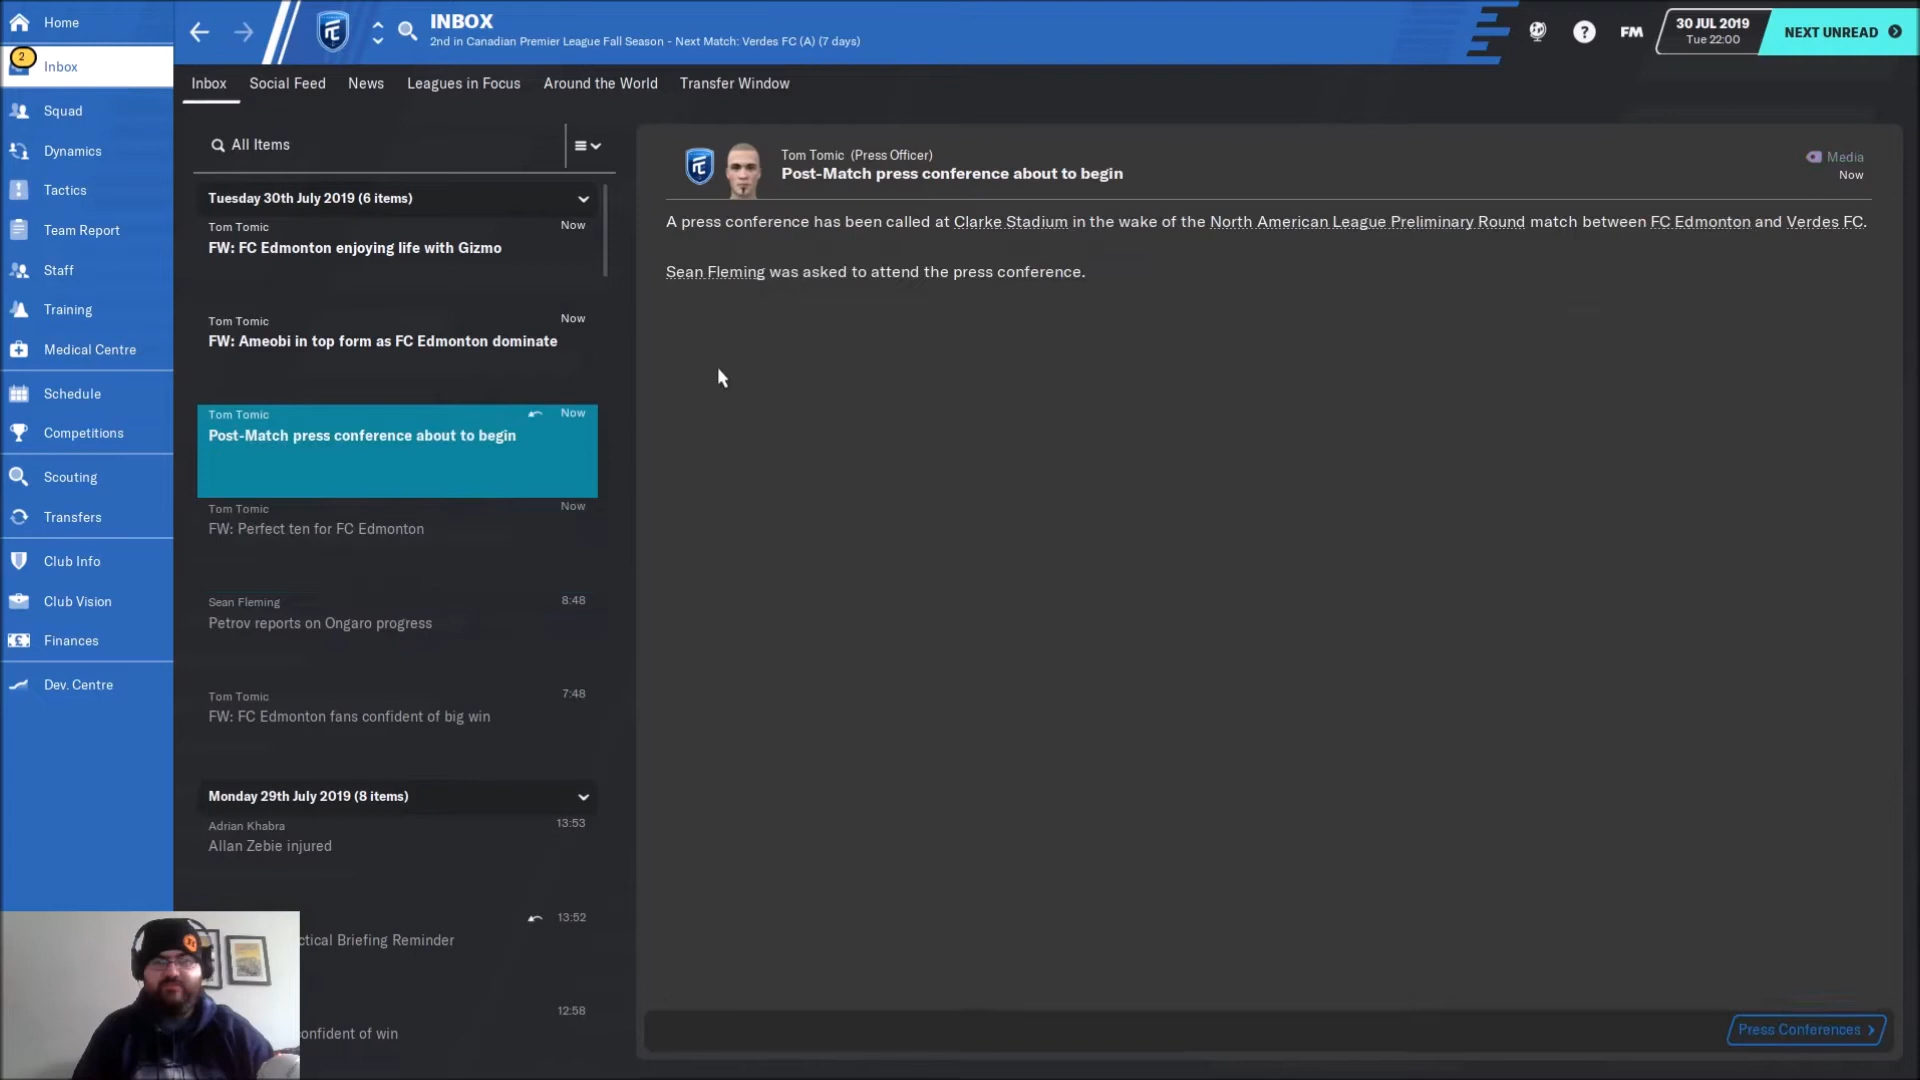 Home
2
Inbox
Squad
Dynamics
Tactics
Team Report
Staff
Training
Medical Centre
Schedule
Competitions
Scouting
Transfers
Club Info
Club Vision
Finances
Dev. Centre
INBOX
2nd in Canadian Premier League Fall Season - Next Match: Verdes FC (A) (7 days)
FM
30 JUL 2019
Tue 22:00
NEXT UNREAD
Inbox Social Feed News Leagues in Focus Around the World Transfer Window
All Items
Tuesday 30th July 2019 (6 items)
Tom Tomic Now
FW: FC Edmonton enjoying life with Gizmo
Tom Tomic Now
FW: Ameobi in top form as FC Edmonton dominate
Tom Tomic Now
Post-Match press conference about to begin
Tom Tomic Now
FW: Perfect ten for FC Edmonton
Sean Fleming 8:48
Petrov reports on Ongaro progress
Tom Tomic 7:48
FW: FC Edmonton fans confident of big win
Monday 29th July 2019 (8 items)
Adrian Khabra 13:53
Allan Zebie injured
13:52
ctical Briefing Reminder
12:58
onfident of win
Tom Tomic (Press Officer)
Post-Match press conference about to begin
Media
Now
A press conference has been called at Clarke Stadium in the wake of the North American League Preliminary Round match between FC Edmonton and Verdes FC.
Sean Fleming was asked to attend the press conference.
Press Conferences >